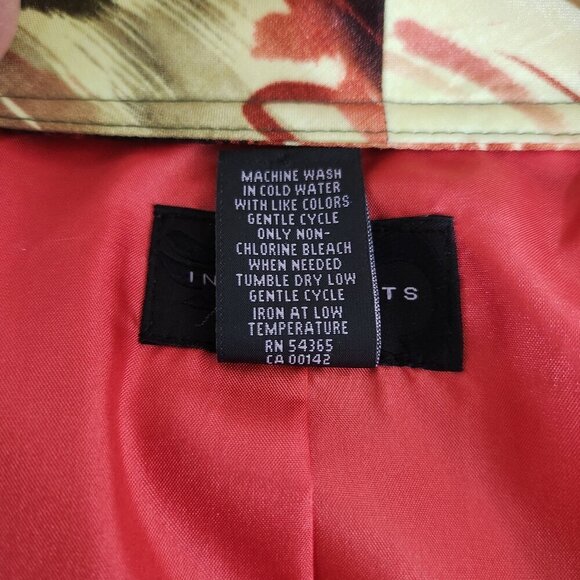 MACHINE WASH
IN COLD WATER
WITH LIKE COLORS
GENTLE CYCLE
ONLY NON-
CHLORINE BLEACH
WHEN NEEDED
TUMBLE DRY LOW
GENTLE CYCLE
IRON AT LOW
TEMPERATURE
RN 54365
CA 00142